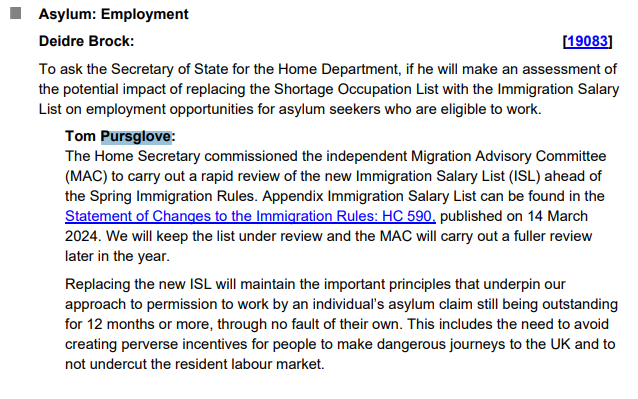 Asylum: Employment
Deidre Brock: [19083]
To ask the Secretary of State for the Home Department, if he will make an assessment of
the potential impact of replacing the Shortage Occupation List with the Immigration Salary
List on employment opportunities for asylum seekers who are eligible to work.
Tom Pursglove:
The Home Secretary commissioned the independent Migration Advisory Committee
(MAC) to carry out a rapid review of the new Immigration Salary List (ISL) ahead of
the Spring Immigration Rules. Appendix Immigration Salary List can be found in the
Statement of Changes to the Immigration Rules: HC 590, published on 14 March
2024. We will keep the list under review and the MAC will carry out a fuller review
later in the year.
Replacing the new ISL will maintain the important principles that underpin our
approach to permission to work by an individual's asylum claim still being outstanding
for 12 months or more, through no fault of their own. This includes the need to avoid
creating perverse incentives for people to make dangerous journeys to the UK and to
not undercut the resident labour market.